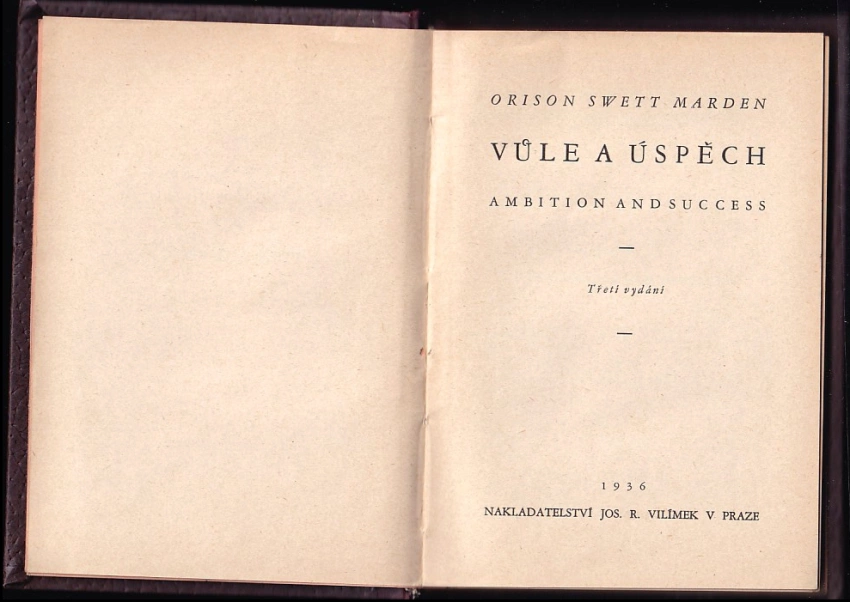 ORISON SWETT MARDEN
VŮLE A ÚSPĚCH
AMBITION AND SUCCESS
—
Třetí vydání
—
1936
NAKLADATELSTVÍ JOS. R. VILÍMEK V PRAZE